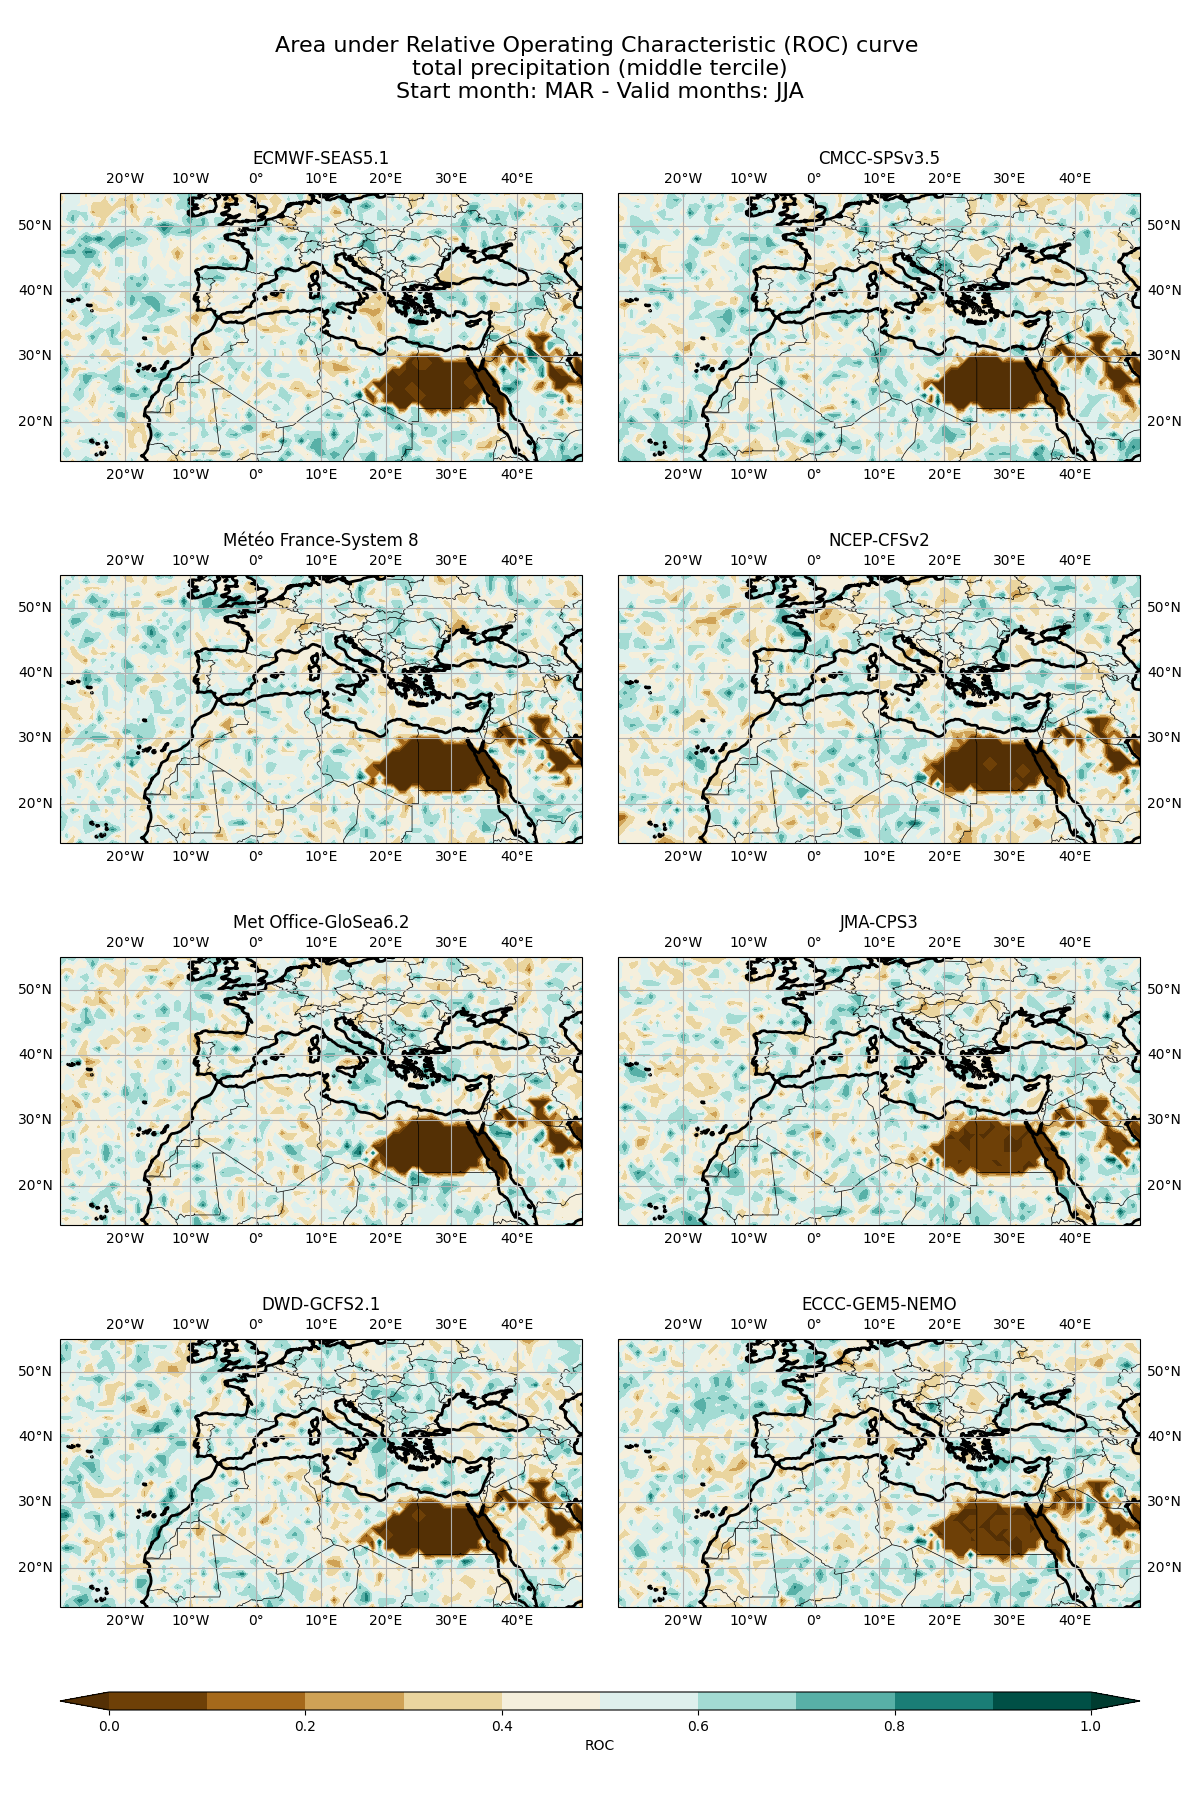 Area under Relative Operating Characteristic (ROC) curve
total precipitation (middle tercile)
Start month: MAR - Valid months: JJA
ECMWF-SEAS5.1
20°W 10°W 0° 10°E 20°E 30°E 40°E
50°N
40°N
30°N
20°N
20°W 10°W 0° 10°E 20°E 30°E 40°E
CMCC-SPSv3.5
20°W 10°W 0° 10°E 20°E 30°E 40°E
50°N
40°N
30°N
20°N
20°W 10°W 0° 10°E 20°E 30°E 40°E
Météo France-System 8
20°W 10°W 0° 10°E 20°E 30°E 40°E
50°N
40°N
30°N
20°N
20°W 10°W 0° 10°E 20°E 30°E 40°E
NCEP-CFSv2
20°W 10°W 0° 10°E 20°E 30°E 40°E
50°N
40°N
30°N
20°N
20°W 10°W 0° 10°E 20°E 30°E 40°E
Met Office-GloSea6.2
20°W 10°W 0° 10°E 20°E 30°E 40°E
50°N
40°N
30°N
20°N
20°W 10°W 0° 10°E 20°E 30°E 40°E
JMA-CPS3
20°W 10°W 0° 10°E 20°E 30°E 40°E
50°N
40°N
30°N
20°N
20°W 10°W 0° 10°E 20°E 30°E 40°E
DWD-GCFS2.1
20°W 10°W 0° 10°E 20°E 30°E 40°E
50°N
40°N
30°N
20°N
20°W 10°W 0° 10°E 20°E 30°E 40°E
ECCC-GEM5-NEMO
20°W 10°W 0° 10°E 20°E 30°E 40°E
50°N
40°N
30°N
20°N
20°W 10°W 0° 10°E 20°E 30°E 40°E
0.0 0.2 0.4 0.6 0.8 1.0
ROC